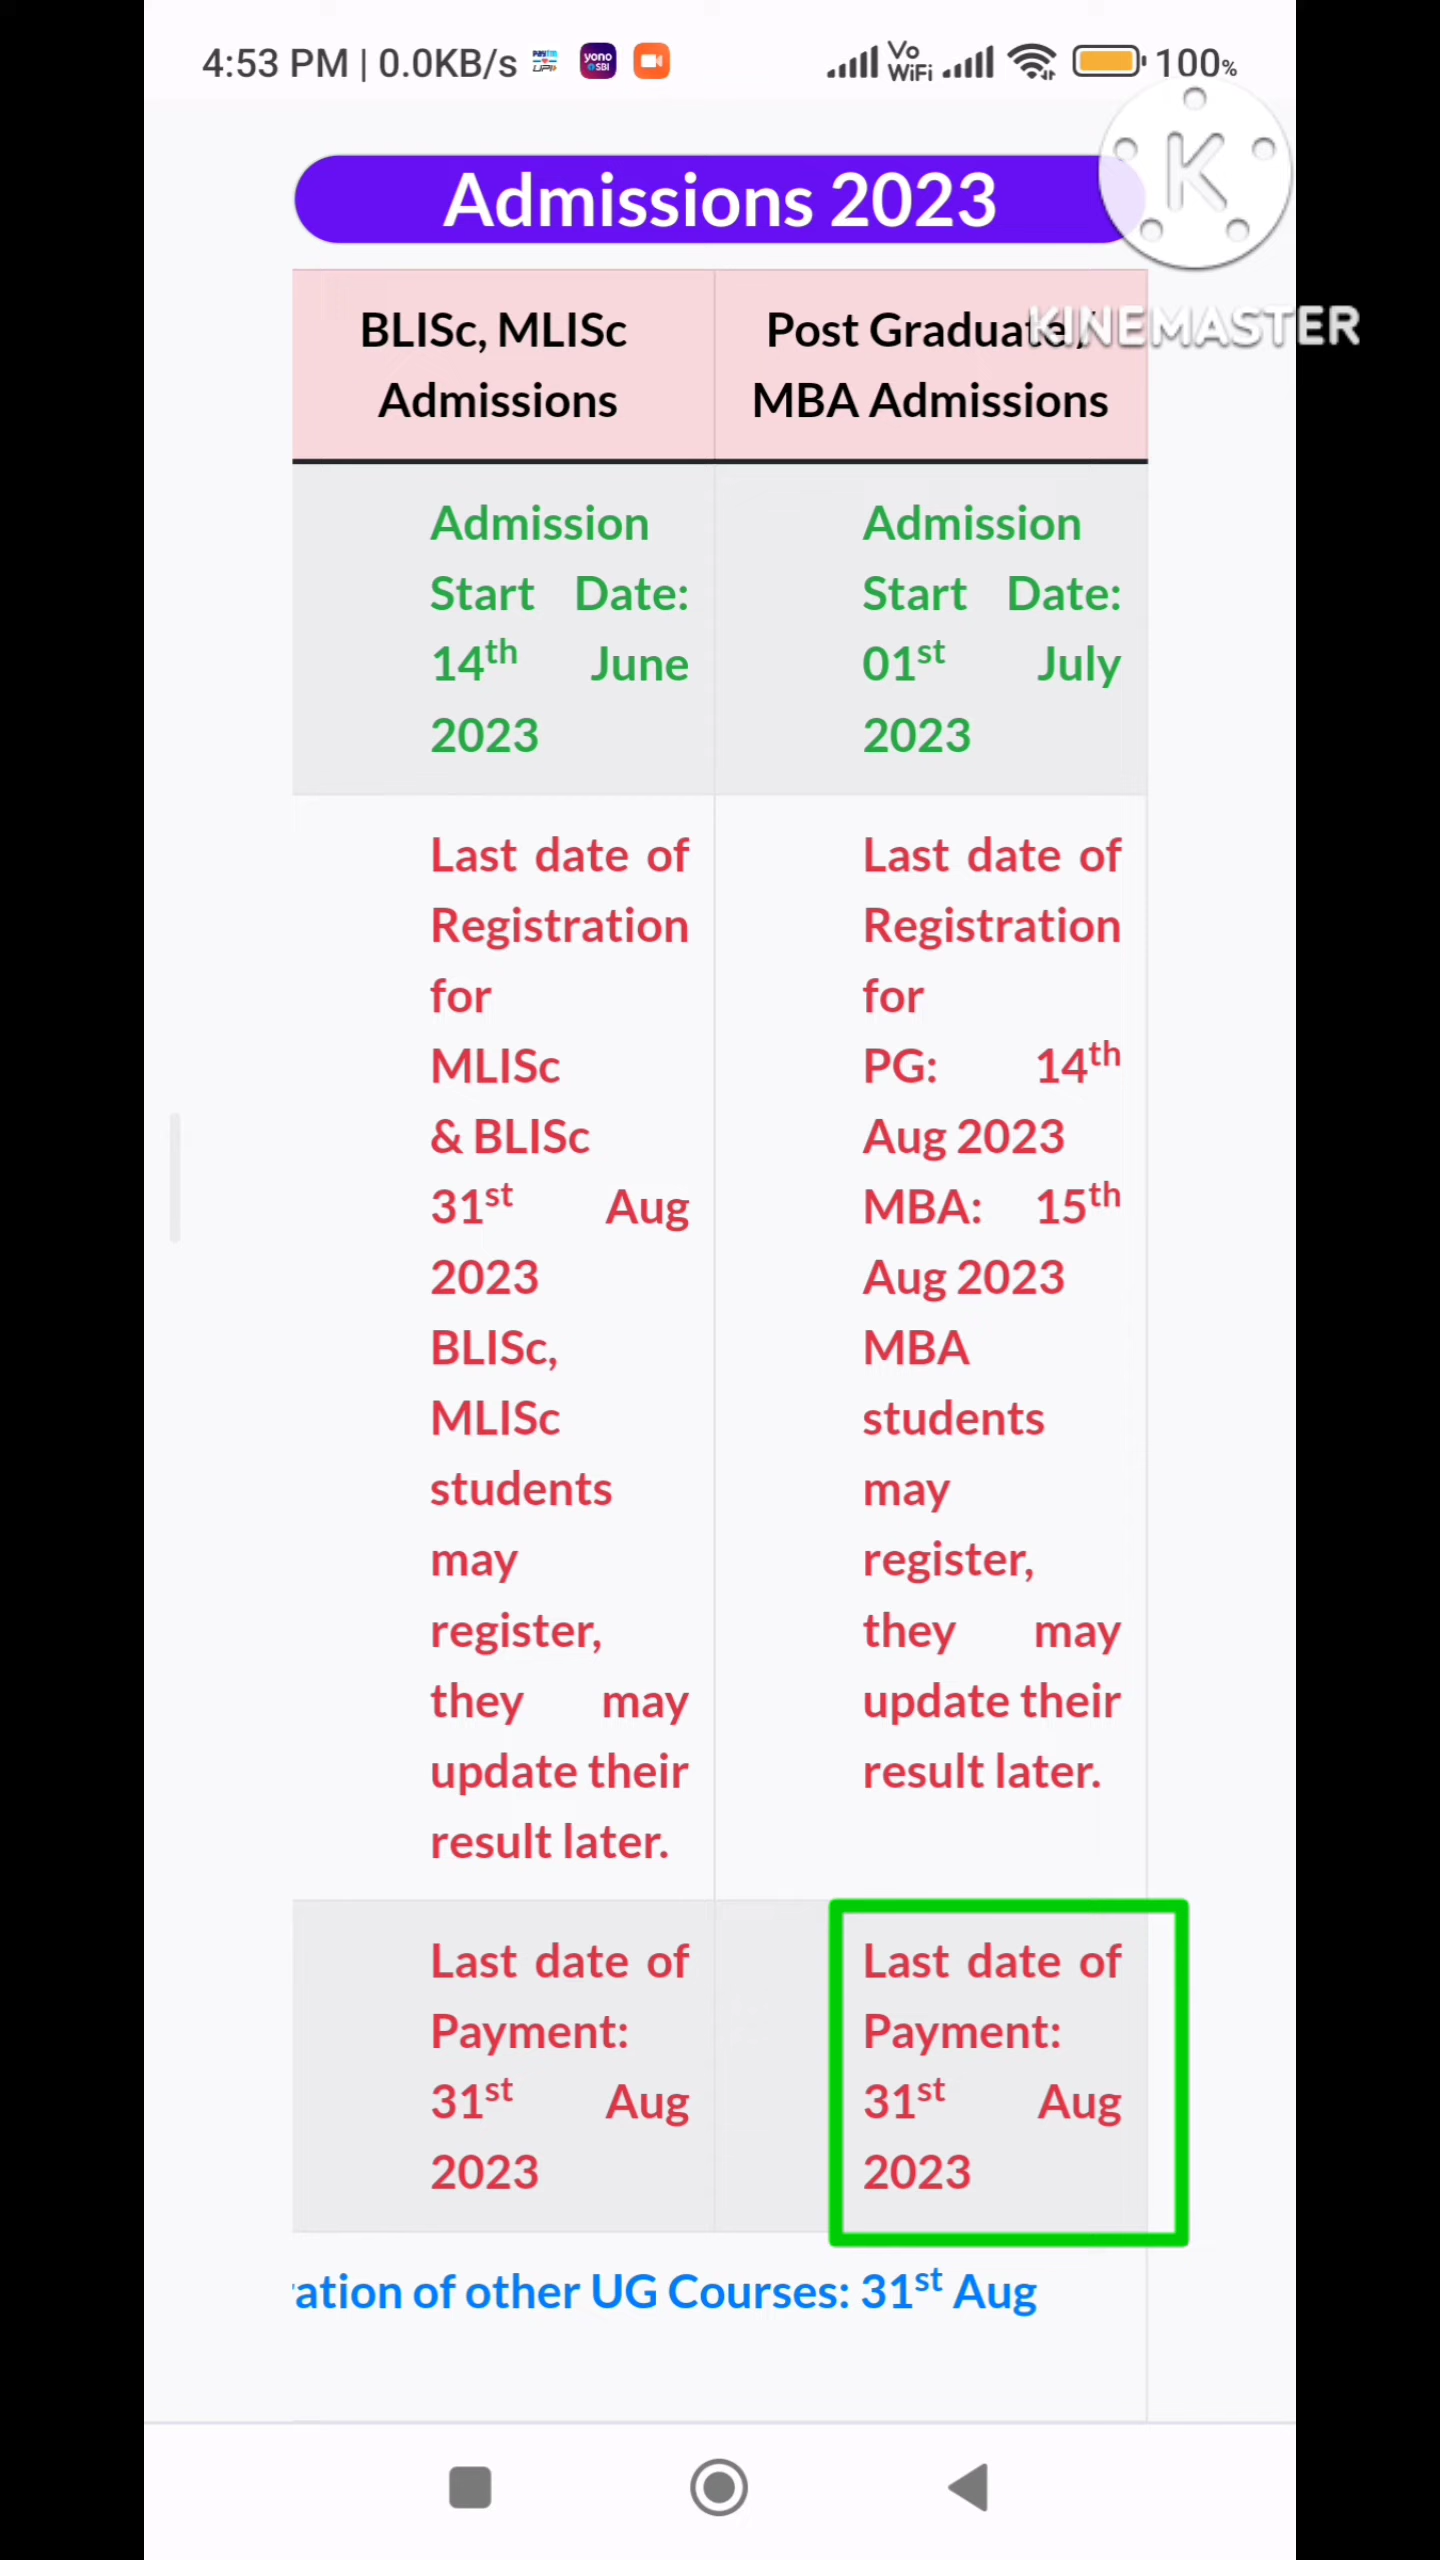 4:53 PM | 0.0KB/s
Vo
WiFi
100%
Admissions 2023
KINEMASTER
BLISc, MLISc
Admissions
Post Graduate /
MBA Admissions
Admission
Start Date:
14th June
2023
Admission
Start Date:
01st July
2023
Last date of
Registration
for
MLISc
& BLISc
31st Aug
2023
BLISc,
MLISc
students
may
register,
they may
update their
result later.
Last date of
Registration
for
PG: 14th
Aug 2023
MBA: 15th
Aug 2023
MBA
students
may
register,
they may
update their
result later.
Last date of
Payment:
31st Aug
2023
Last date of
Payment:
31st Aug
2023
ation of other UG Courses: 31st Aug